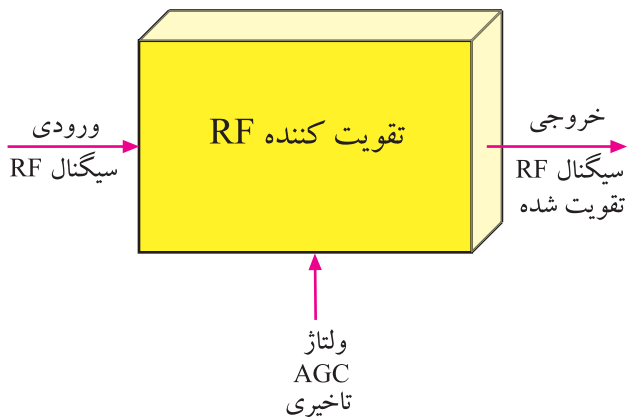 تقویت کننده RF
ورودی
سیگنال RF
خروجی
سیگنال RF
تقویت شده
ولتاژ
AGC
تاخیری